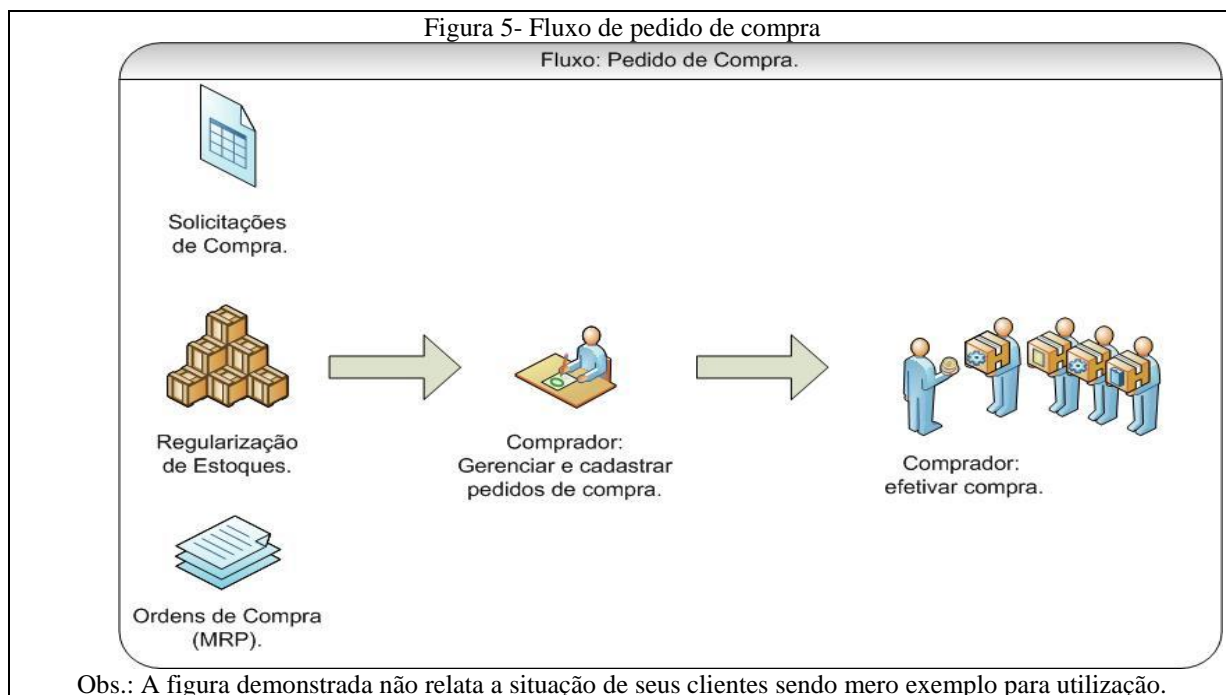 Figura 5- Fluxo de pedido de compra
Fluxo: Pedido de Compra.
Solicitações
de Compra.
Regularização
de Estoques.
Ordens de Compra
(MRP).
Comprador:
Gerenciar e cadastrar
pedidos de compra.
Comprador:
efetivar compra.
Obs.: A figura demonstrada não relata a situação de seus clientes sendo mero exemplo para utilização.